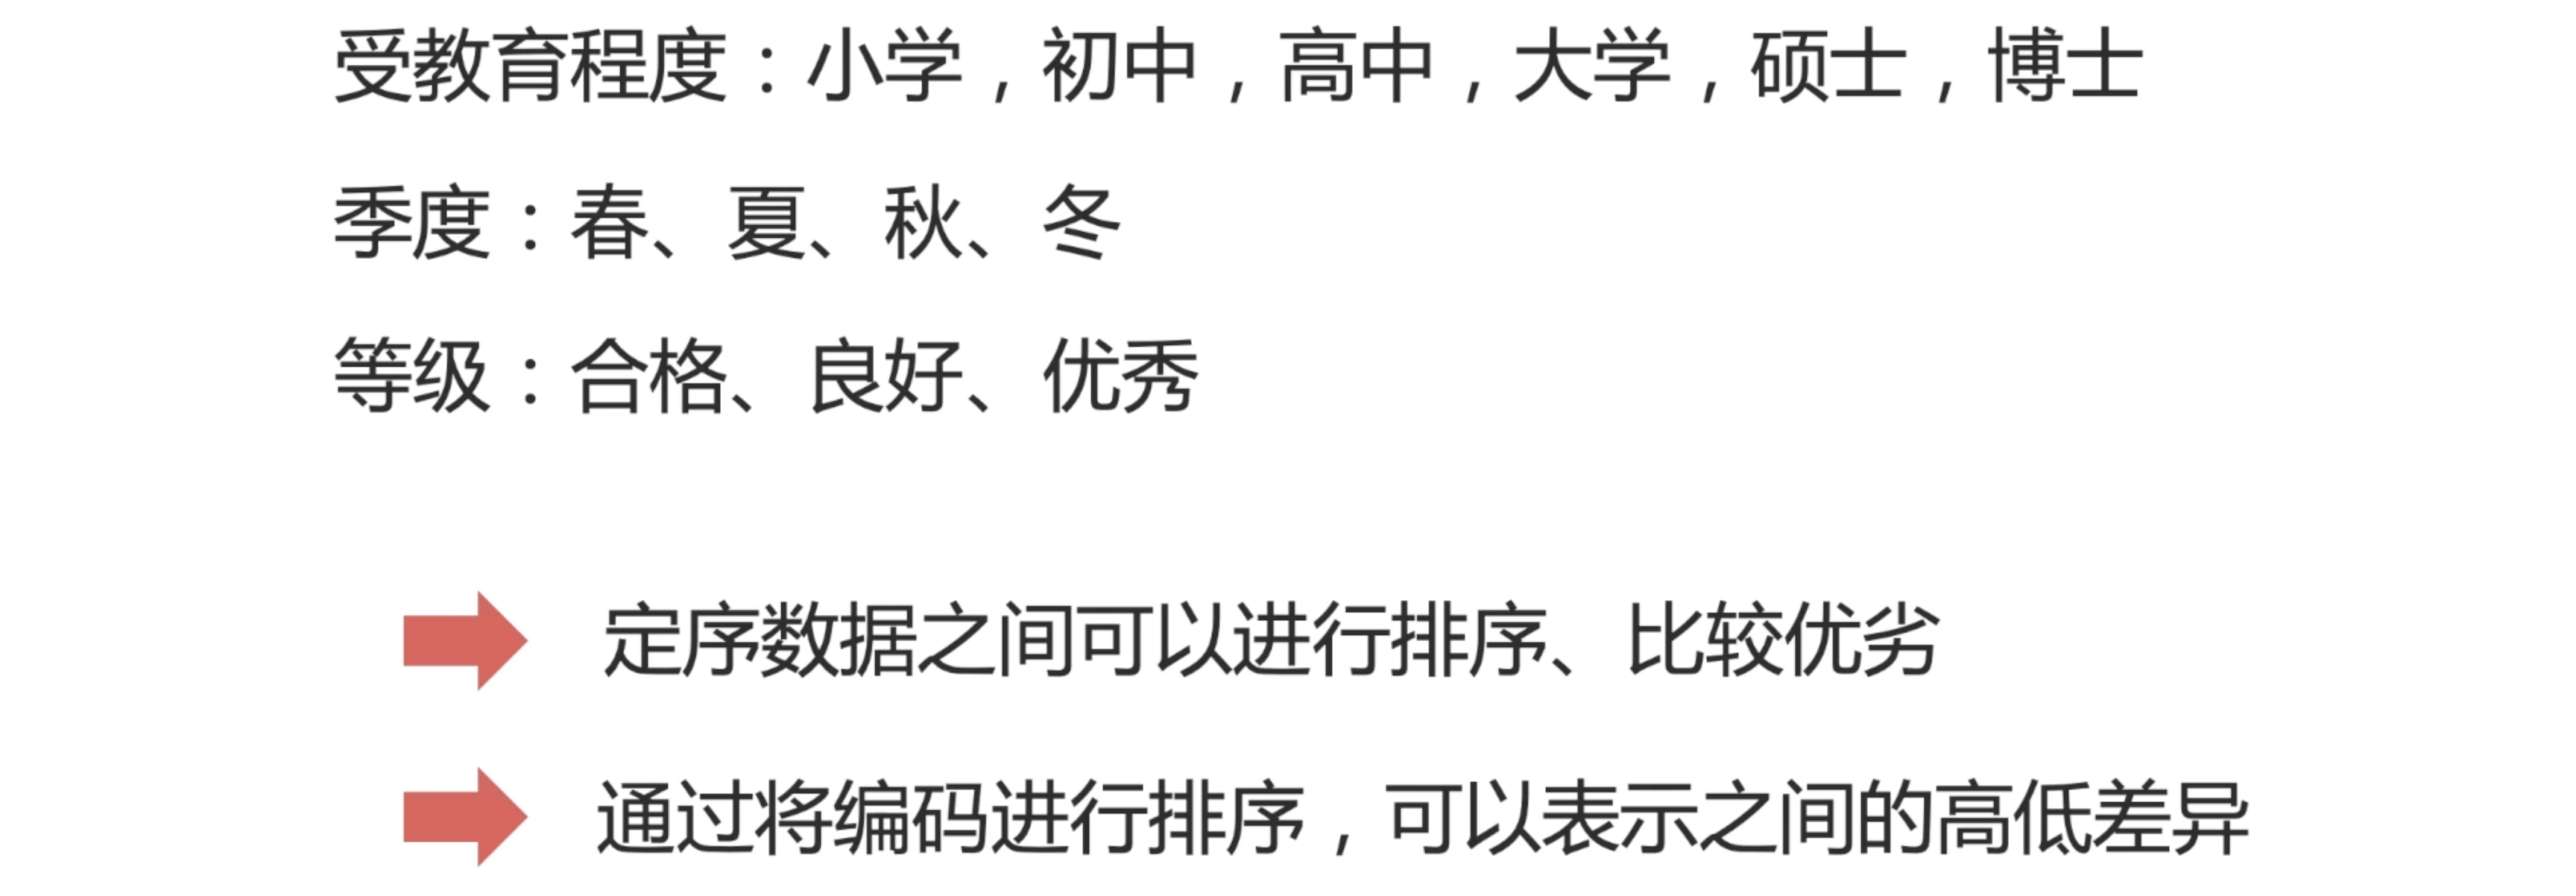 受教育程度：小学，初中，高中，大学，硕士，博士
季度：春、夏、秋、冬
等级：合格、良好、优秀
定序数据之间可以进行排序、比较优劣
通过将编码进行排序，可以表示之间的高低差异